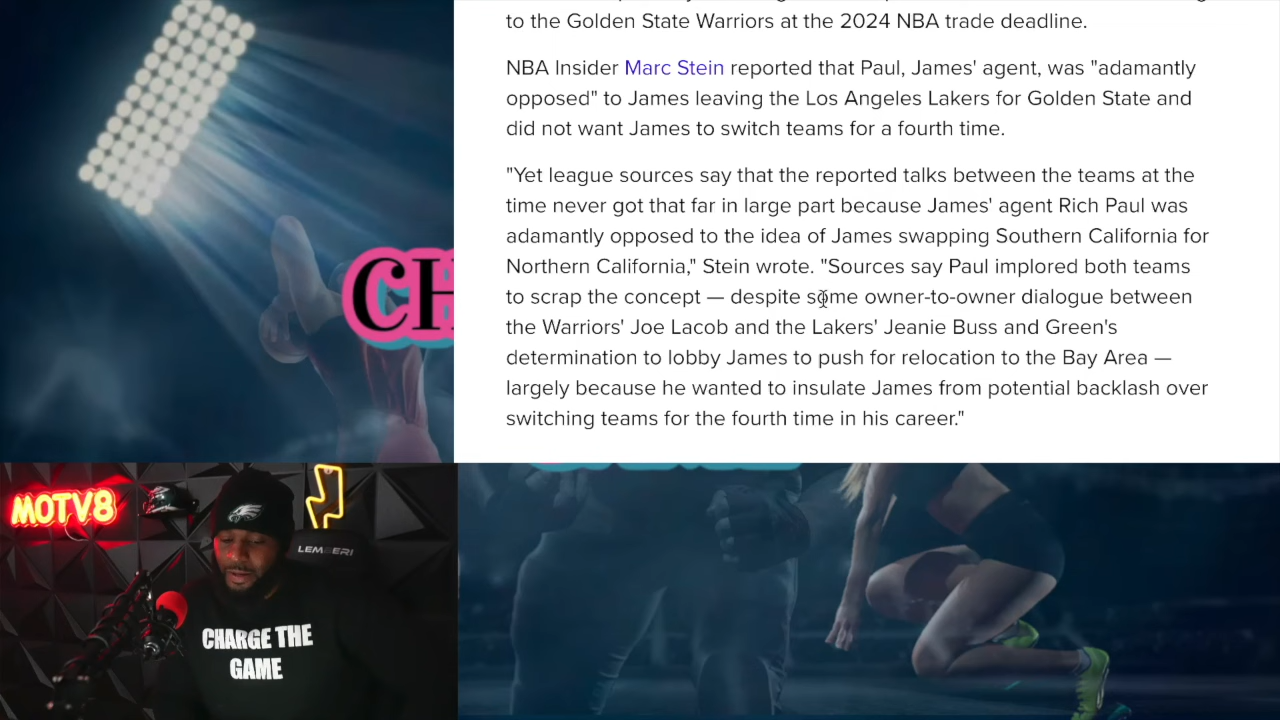 to the Golden State Warriors at the 2024 NBA trade deadline.
NBA Insider Marc Stein reported that Paul, James' agent, was "adamantly
opposed" to James leaving the Los Angeles Lakers for Golden State and
did not want James to switch teams for a fourth time.
"Yet league sources say that the reported talks between the teams at the
time never got that far in large part because James' agent Rich Paul was
adamantly opposed to the idea of James swapping Southern California for
Northern California," Stein wrote. "Sources say Paul implored both teams
to scrap the concept — despite some owner-to-owner dialogue between
the Warriors' Joe Lacob and the Lakers' Jeanie Buss and Green's
determination to lobby James to push for relocation to the Bay Area —
largely because he wanted to insulate James from potential backlash over
switching teams for the fourth time in his career."
CH
MOTV8
CHARGE THE
GAME